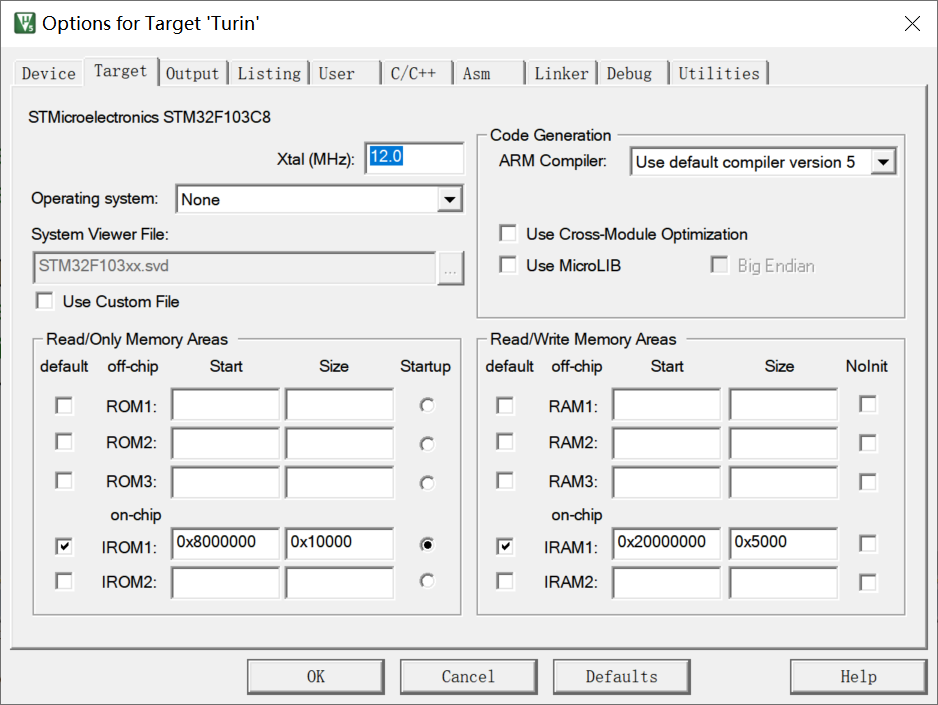 Options for Target 'Turin'
Device Target Output Listing User C/C++ Asm Linker Debug Utilities
STMicroelectronics STM32F103C8
Xtal (MHz): 12.0
Operating system: None
System Viewer File:
STM32F103xx.svd ...
Use Custom File
Code Generation
ARM Compiler: Use default compiler version 5
Use Cross-Module Optimization
Use MicroLIB Big Endian
Read/Only Memory Areas
default off-chip Start Size Startup
ROM1:
ROM2:
ROM3:
on-chip
IROM1: 0x8000000 0x10000
IROM2:
Read/Write Memory Areas
default off-chip Start Size NoInit
RAM1:
RAM2:
RAM3:
on-chip
IRAM1: 0x20000000 0x5000
IRAM2:
OK Cancel Defaults Help